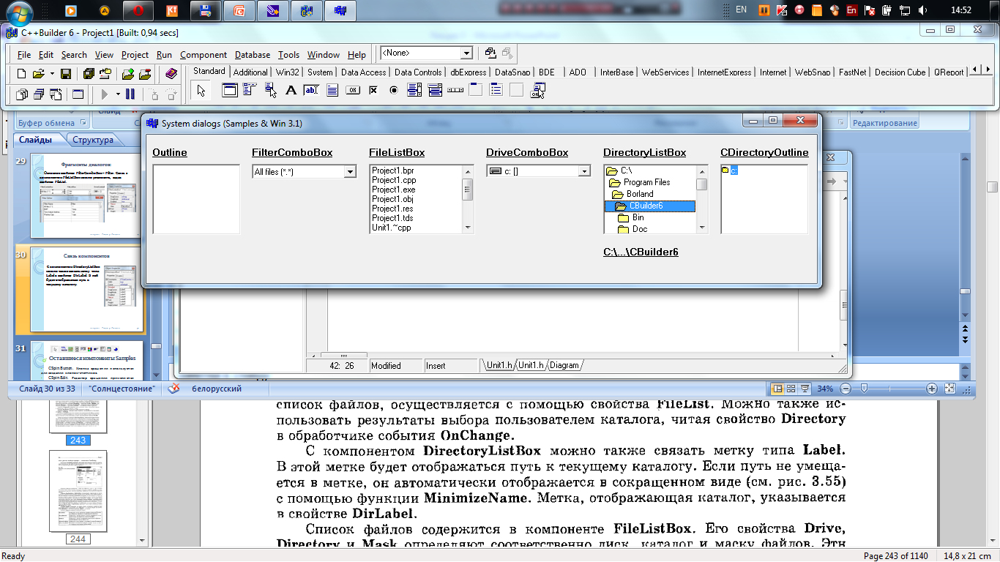 EN
En
14:52
C++Builder 6 - Project1 [Built: 0,94 secs]
File Edit Search View Project Run Component Database Tools Window Help
<None>
Standard Additional Win32 System Data Access Data Controls dbExpress DataSnap BDE ADO InterBase WebServices InternetExpress Internet WebSnap FastNet Decision Cube QReport
Буфер обмена
Редактирование
Слайды Структура
System dialogs (Samples & Win 3.1)
Outline FilterComboBox FileListBox DriveComboBox DirectoryListBox CDirectoryOutline
All files (*.*)
Project1.bpr
Project1.cpp
Project1.exe
Project1.obj
Project1.res
Project1.tds
Unit1.~cpp
c: []
C:\
Program Files
Borland
CBuilder6
Bin
Doc
C:\...\CBuilder6
c:
29
Фрагменты диалогов:
30
Связь компонентов
31
Оставшиеся компоненты Samples
42: 26 Modified Insert Unit1.h Unit1.h Diagram
Слайд 30 из 33 "Солнцестояние" белорусский 34%
243
244
список файлов осуществляется с помощью свойства FileList Можно также ис-
пользовать результаты выбора пользователем каталога, читая свойство Directory
в обработчике события OnChange.
С компонентом DirectoryListBox можно также связать метку типа Label.
В этой метке будет отображаться путь к текущему каталогу. Если путь не умеща-
ется в метке, он автоматически отображается в сокращенном виде (см. рис. 3.55)
с помощью функции MinimizeName. Метка, отображающая каталог, указывается
в свойстве DirLabel.
Список файлов содержится в компоненте FileListBox. Его свойства Drive,
Directory и Mask определяют соответственно диск, каталог и маску файлов. Эти
Ready
Page 243 of 1140 14,8 x 21 cm